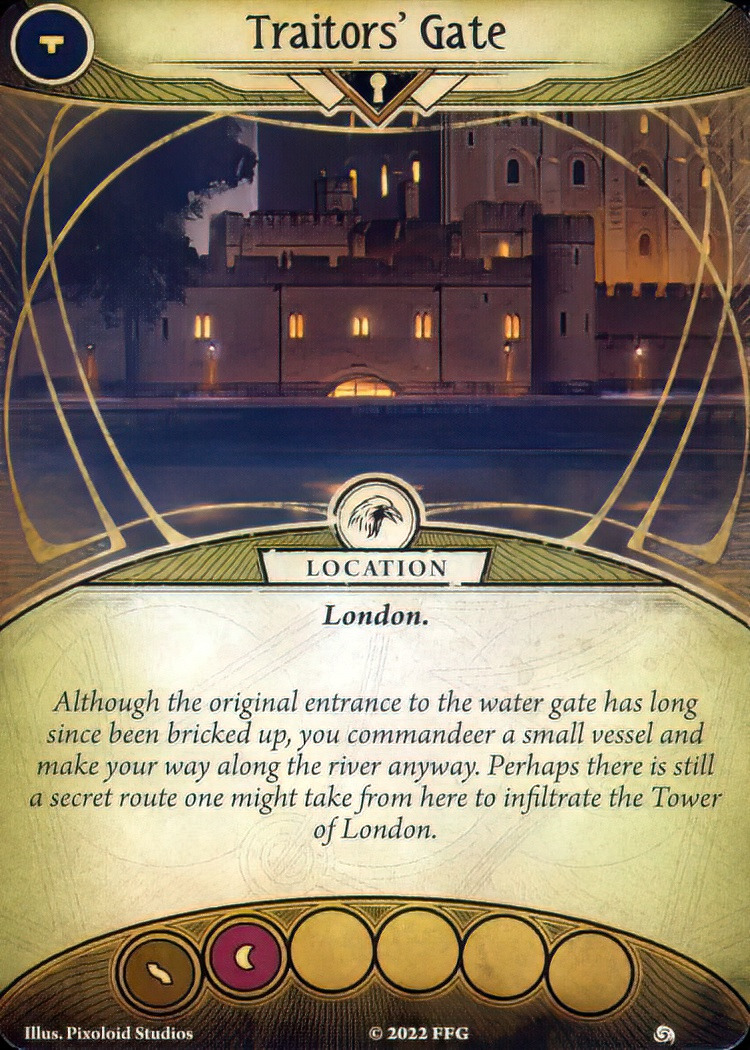 Traitors’ Gate
LOCATION
London.
Although the original entrance to the water gate has long
since been bricked up, you commandeer a small vessel and
make your way along the river anyway. Perhaps there is still
a secret route one might take from here to infiltrate the Tower
of London.
Illus. Pixoloid Studios
© 2022 FFG